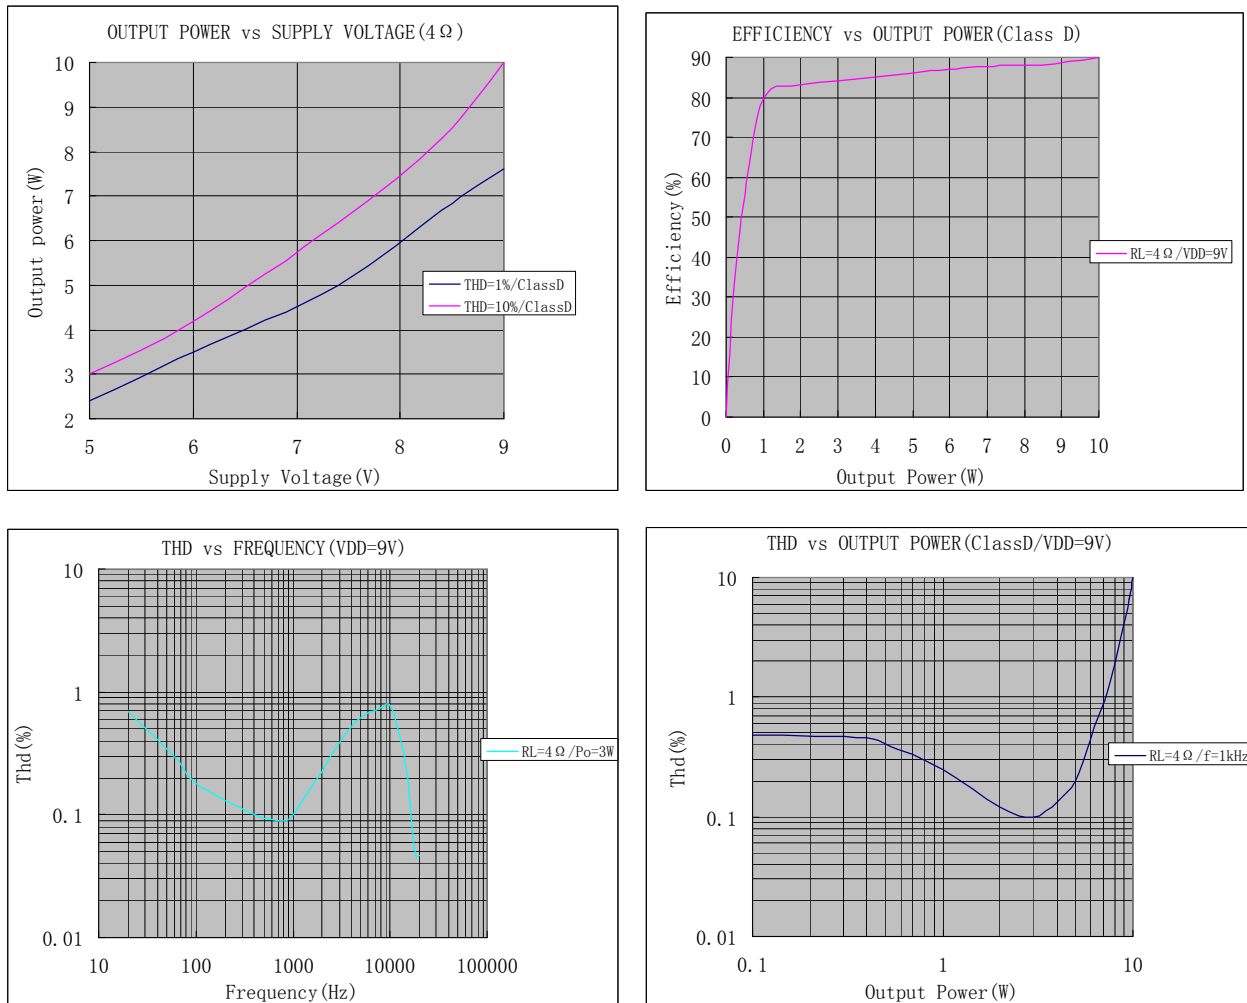 OUTPUT POWER vs SUPPLY VOLTAGE(4Ω)
10
9
8
7
6
5
4
3
2
Output power(W)
5 6 7 8 9
Supply Voltage(V)
THD=1%/ClassD
THD=10%/ClassD
EFFICIENCY vs OUTPUT POWER(Class D)
90
80
70
60
50
40
30
20
10
0
Efficiency(%)
0 1 2 3 4 5 6 7 8 9 10
Output Power(W)
RL=4Ω/VDD=9V
THD vs FREQUENCY(VDD=9V)
10
1
0.1
0.01
Thd(%)
10 100 1000 10000 100000
Frequency(Hz)
RL=4Ω/Po=3W
THD vs OUTPUT POWER(ClassD/VDD=9V)
10
1
0.1
0.01
Thd(%)
0.1 1 10
Output Power(W)
RL=4Ω/f=1kHz